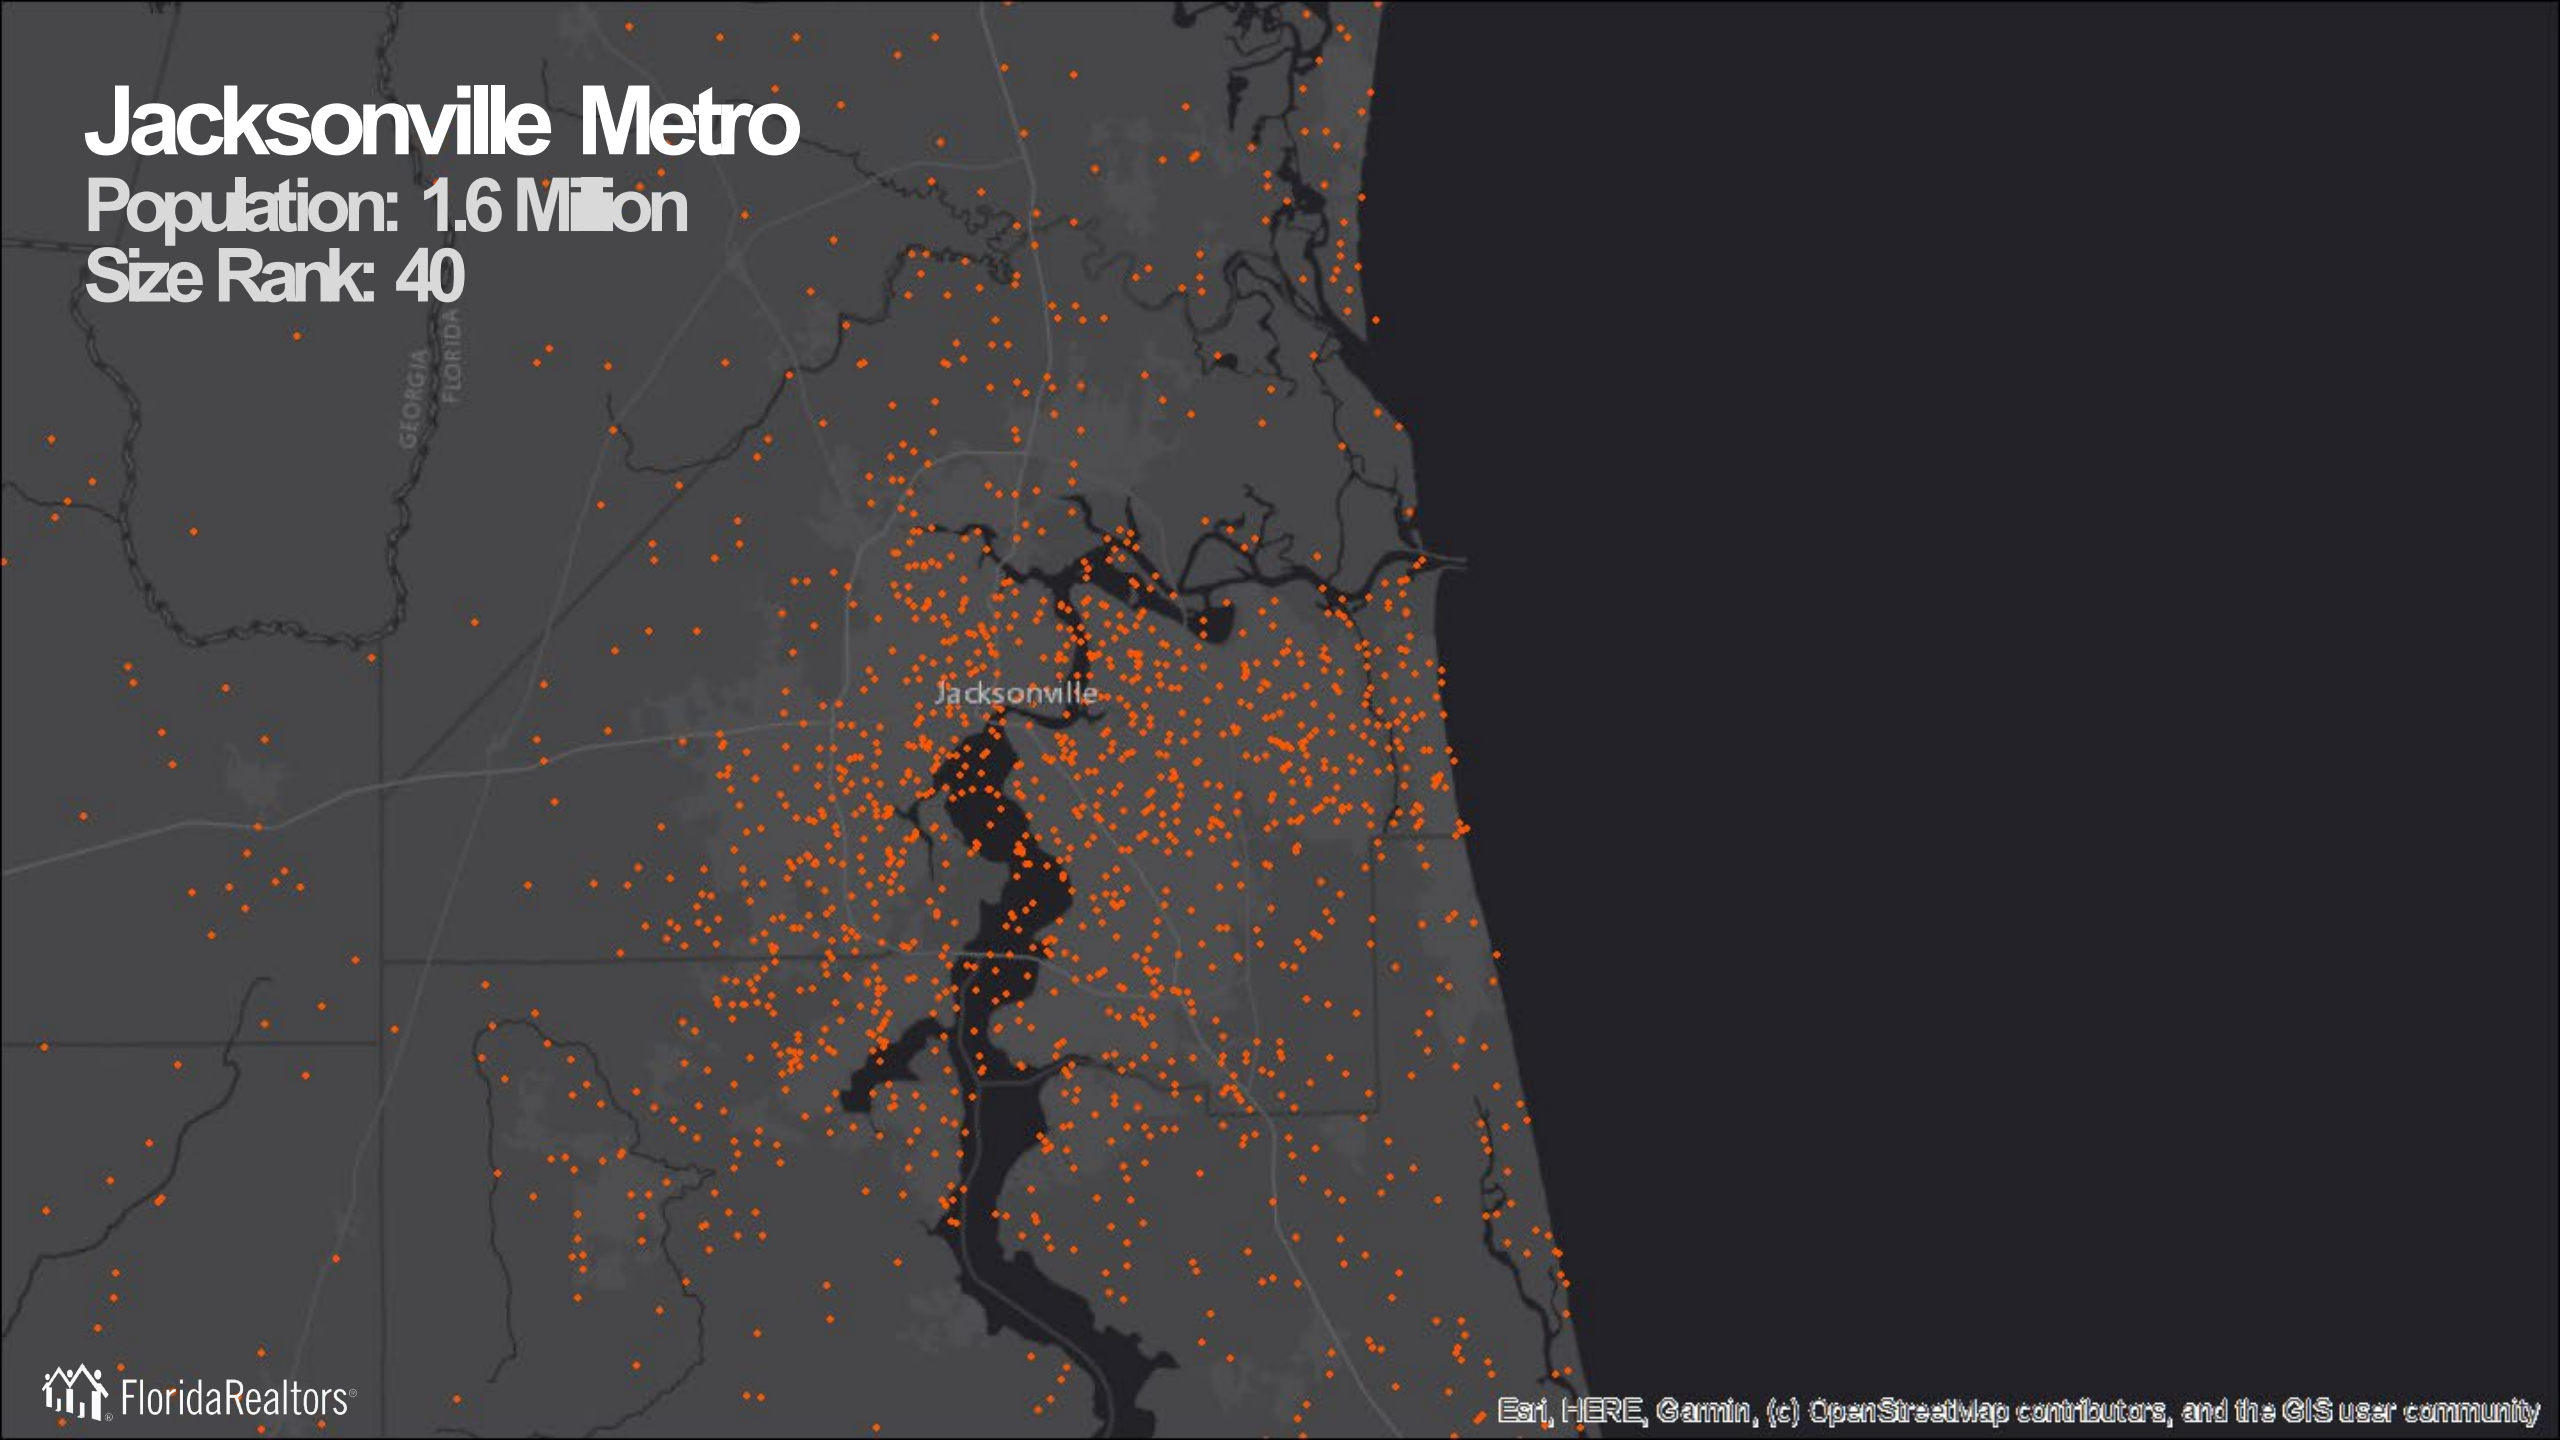 Jacksonville Metro
Population: 1.6 Million
Size Rank: 40
GEORGIA
FLORIDA
Jacksonville
FloridaRealtors®
Esri, HERE, Garmin, (c) OpenStreetMap contributors, and the GIS user community